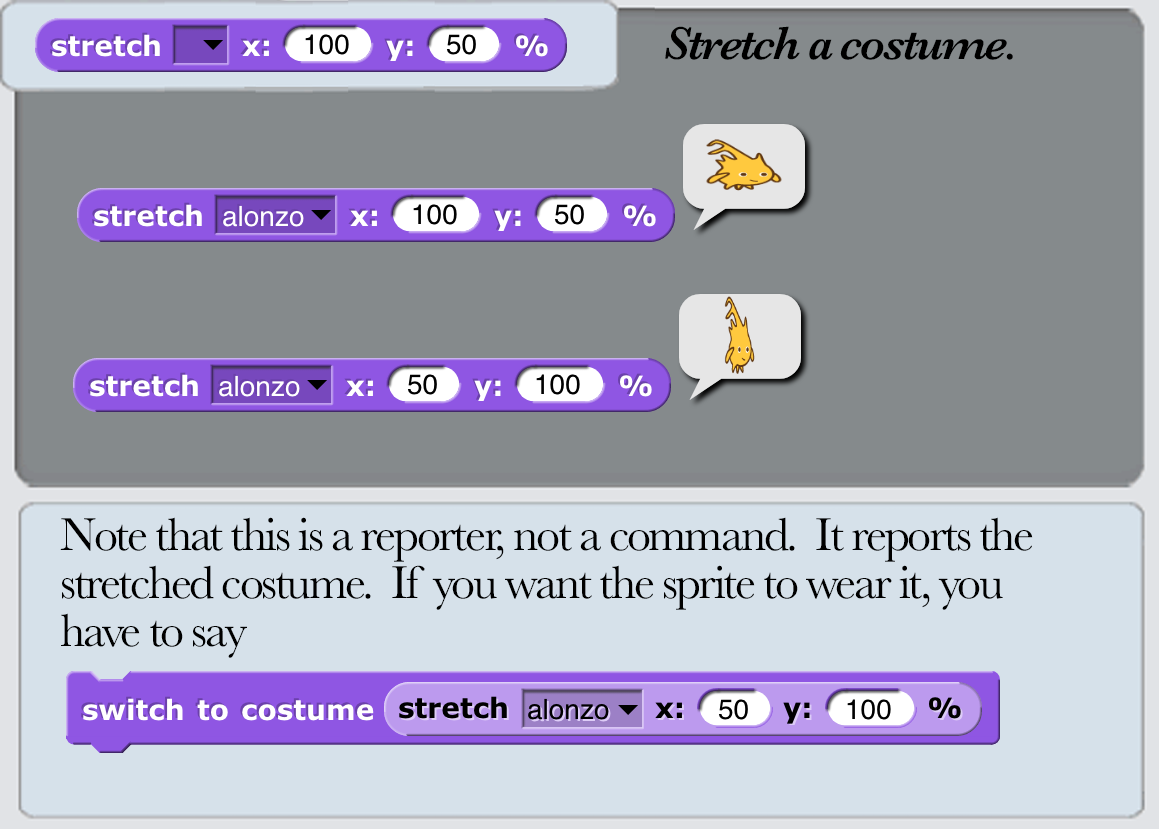 stretch x: 100 y: 50 %
Stretch a costume.
stretch alonzo x: 100 y: 50 %
stretch alonzo x: 50 y: 100 %
Note that this is a reporter, not a command. It reports the
stretched costume. If you want the sprite to wear it, you
have to say
switch to costume stretch alonzo x: 50 y: 100 %